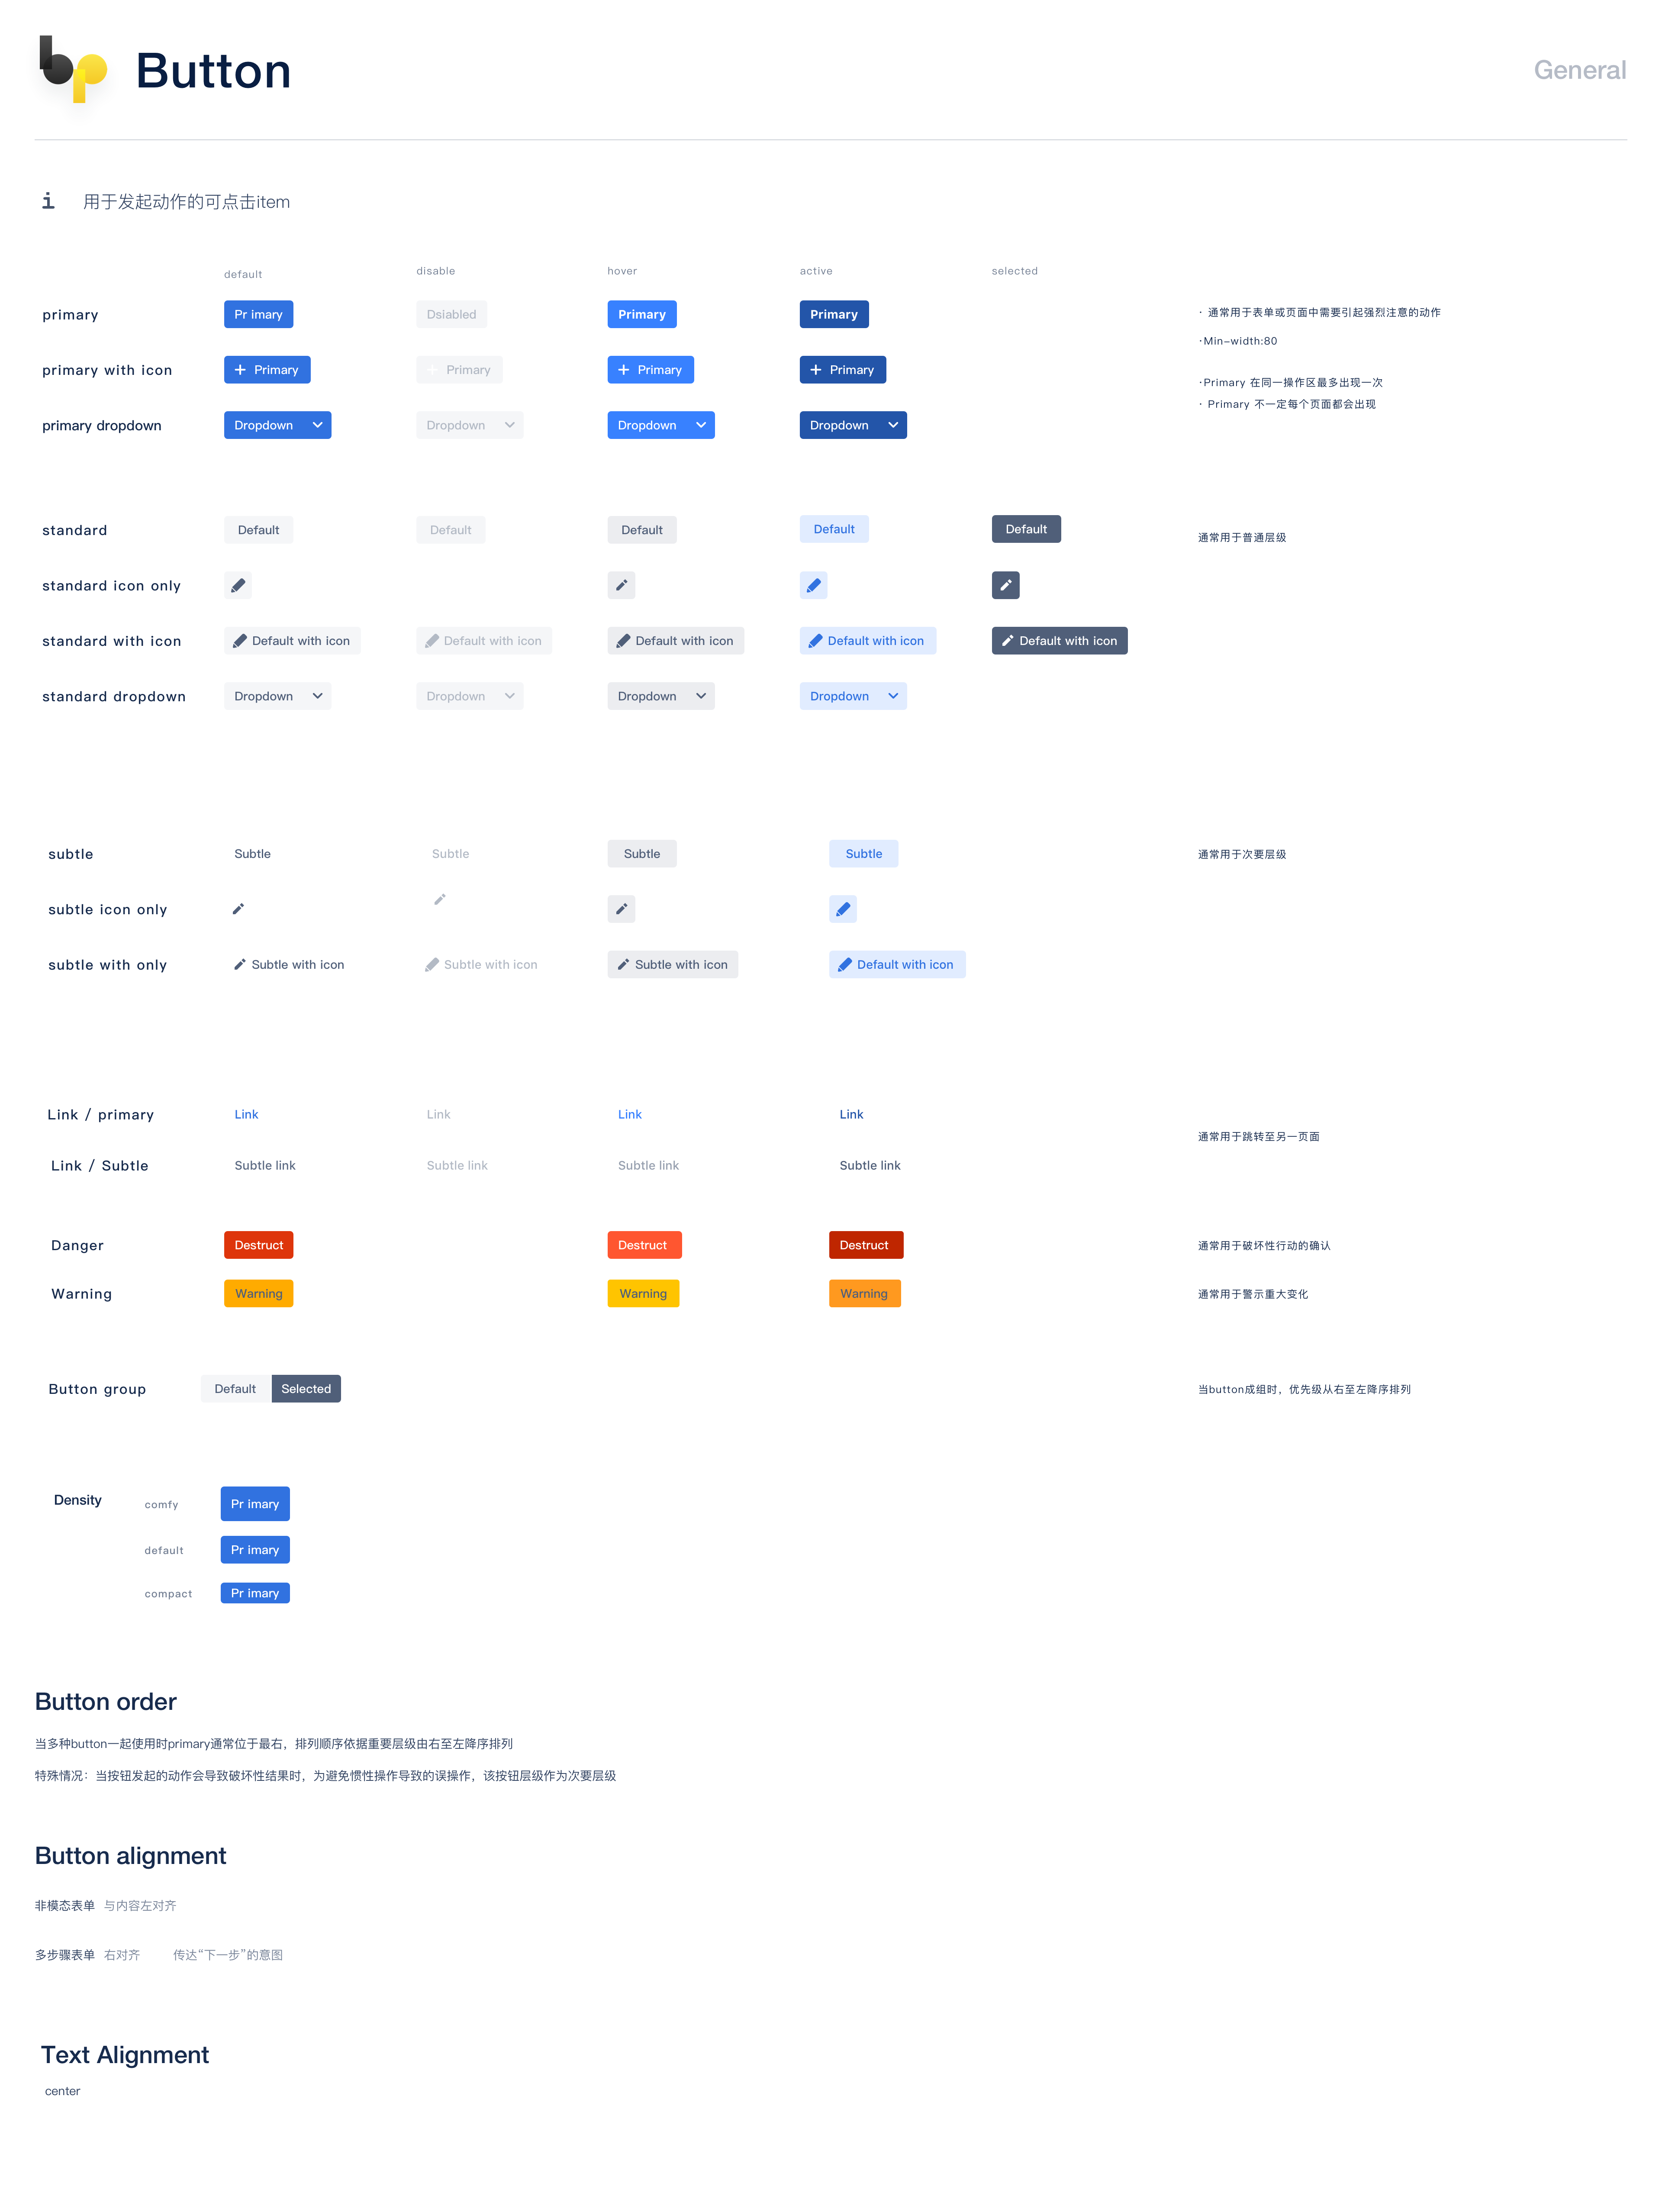 bp Button General
i 用于发起动作的可点击item
default disable hover active selected
primary Pr imary Dsiabled Primary Primary · 通常用于表单或页面中需要引起强烈注意的动作
·Min-width:80
primary with icon Primary Primary Primary Primary
·Primary 在同一操作区最多出现一次
· Primary 不一定每个页面都会出现
primary dropdown Dropdown Dropdown Dropdown Dropdown
standard Default Default Default Default Default 通常用于普通层级
standard icon only
standard with icon Default with icon Default with icon Default with icon Default with icon Default with icon
standard dropdown Dropdown Dropdown Dropdown Dropdown
subtle Subtle Subtle Subtle Subtle 通常用于次要层级
subtle icon only
subtle with only Subtle with icon Subtle with icon Subtle with icon Default with icon
Link / primary Link Link Link Link
通常用于跳转至另一页面
Link / Subtle Subtle link Subtle link Subtle link Subtle link
Danger Destruct Destruct Destruct 通常用于破坏性行动的确认
Warning Warning Warning Warning 通常用于警示重大变化
Button group Default Selected 当button成组时，优先级从右至左降序排列
Density comfy Pr imary
default Pr imary
compact Pr imary
Button order
当多种button一起使用时primary通常位于最右，排列顺序依据重要层级由右至左降序排列
特殊情况：当按钮发起的动作会导致破坏性结果时，为避免惯性操作导致的误操作，该按钮层级作为次要层级
Button alignment
非模态表单 与内容左对齐
多步骤表单 右对齐 传达“下一步”的意图
Text Alignment
center